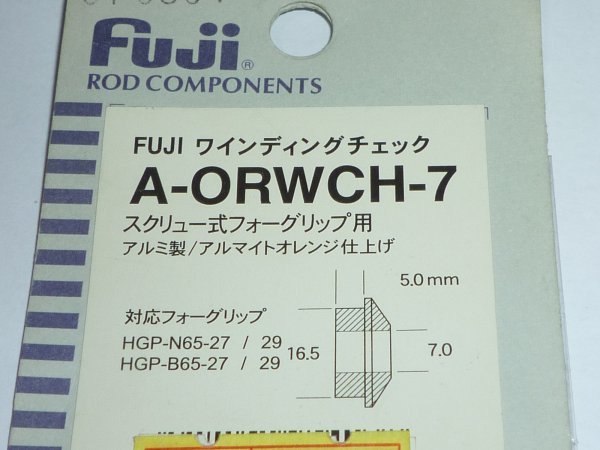 Fuji®
ROD COMPONENTS
FUJI ワインディングチェック
A-ORWCH-7
スクリュー式フォーグリップ用
アルミ製/アルマイトオレンジ仕上げ
5.0mm
対応フォーグリップ
HGP-N65-27 / 29
HGP-B65-27 / 29
16.5
7.0